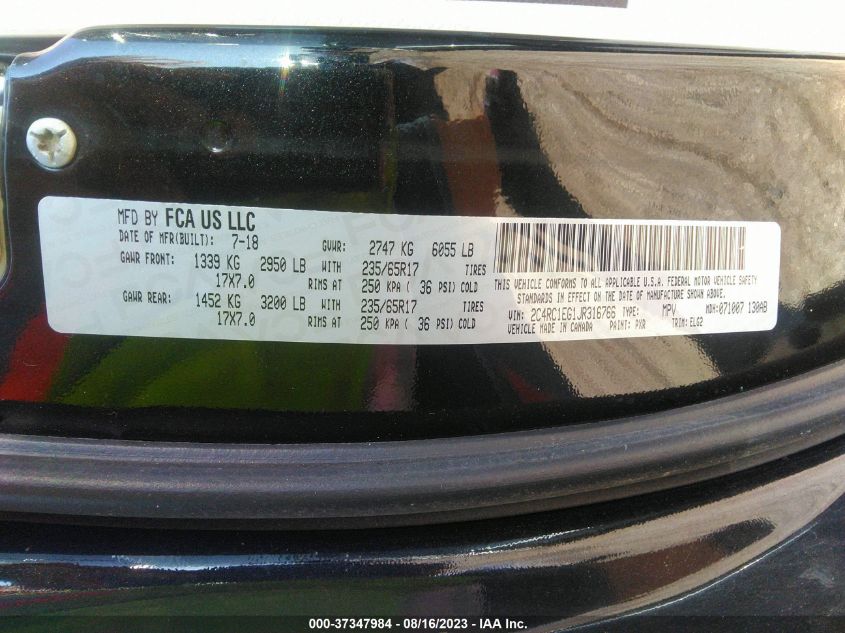 MFD BY FCA US LLC
DATE OF MFR(BUILT): 7-18 GVWR: 2747 KG 6055 LB
GAWR FRONT: 1339 KG 2950 LB WITH 235/65R17 TIRES
17X7.0 RIMS AT 250 KPA ( 36 PSI) COLD
GAWR REAR: 1452 KG 3200 LB WITH 235/65R17 TIRES
17X7.0 RIMS AT 250 KPA ( 36 PSI) COLD
THIS VEHICLE CONFORMS TO ALL APPLICABLE U.S.A. FEDERAL MOTOR VEHICLE SAFETY
STANDARDS IN EFFECT ON THE DATE OF MANUFACTURE SHOWN ABOVE.
VIN: 2C4RC1EG1JR316766 TYPE: MPV MDH:071007 130AB
VEHICLE MADE IN CANADA PAINT: PXR TRIM: ELG2
000-37347984 - 08/16/2023 - IAA Inc.